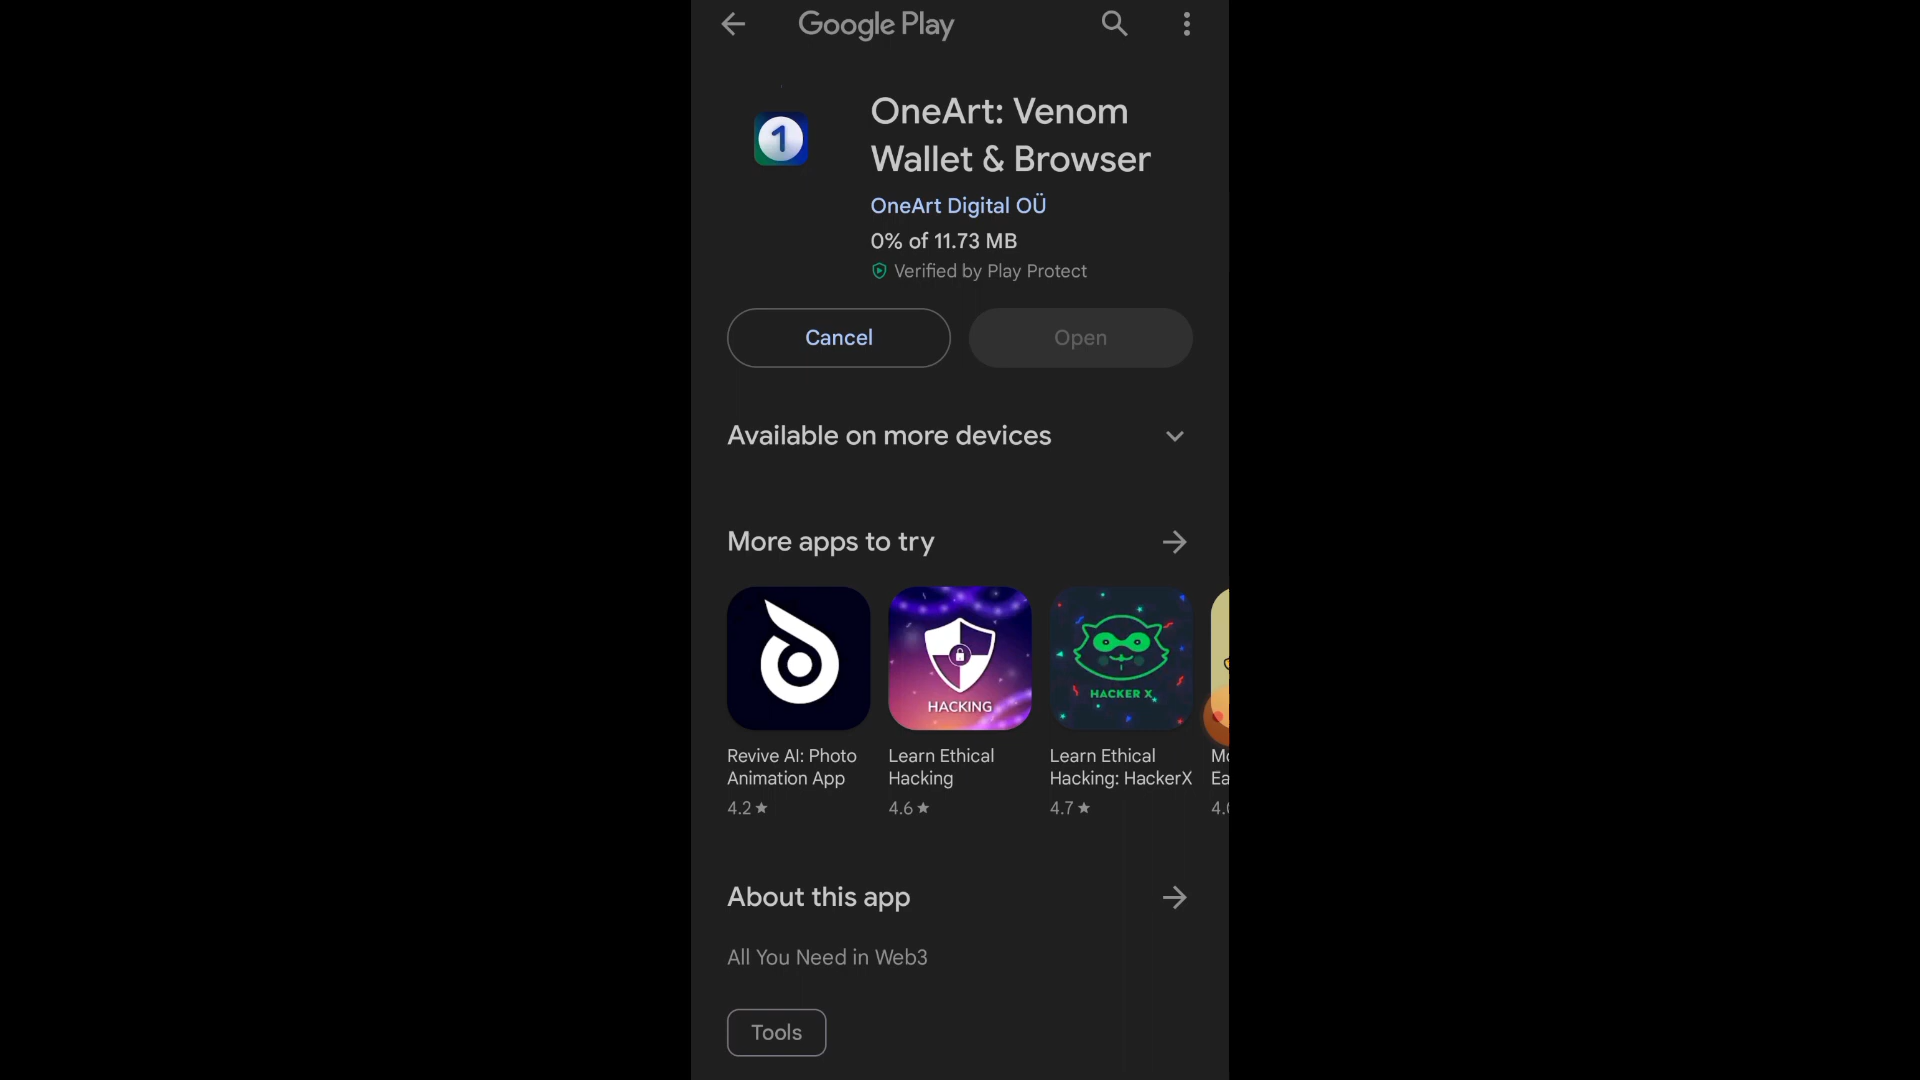 Google Play
OneArt: Venom
Wallet & Browser
OneArt Digital OÜ
0% of 11.73 MB
Verified by Play Protect
Cancel
Open
Available on more devices
More apps to try
HACKING
HACKER X
Revive AI: Photo
Animation App
4.2★
Learn Ethical
Hacking
4.6★
Learn Ethical
Hacking: HackerX
4.7★
About this app
All You Need in Web3
Tools